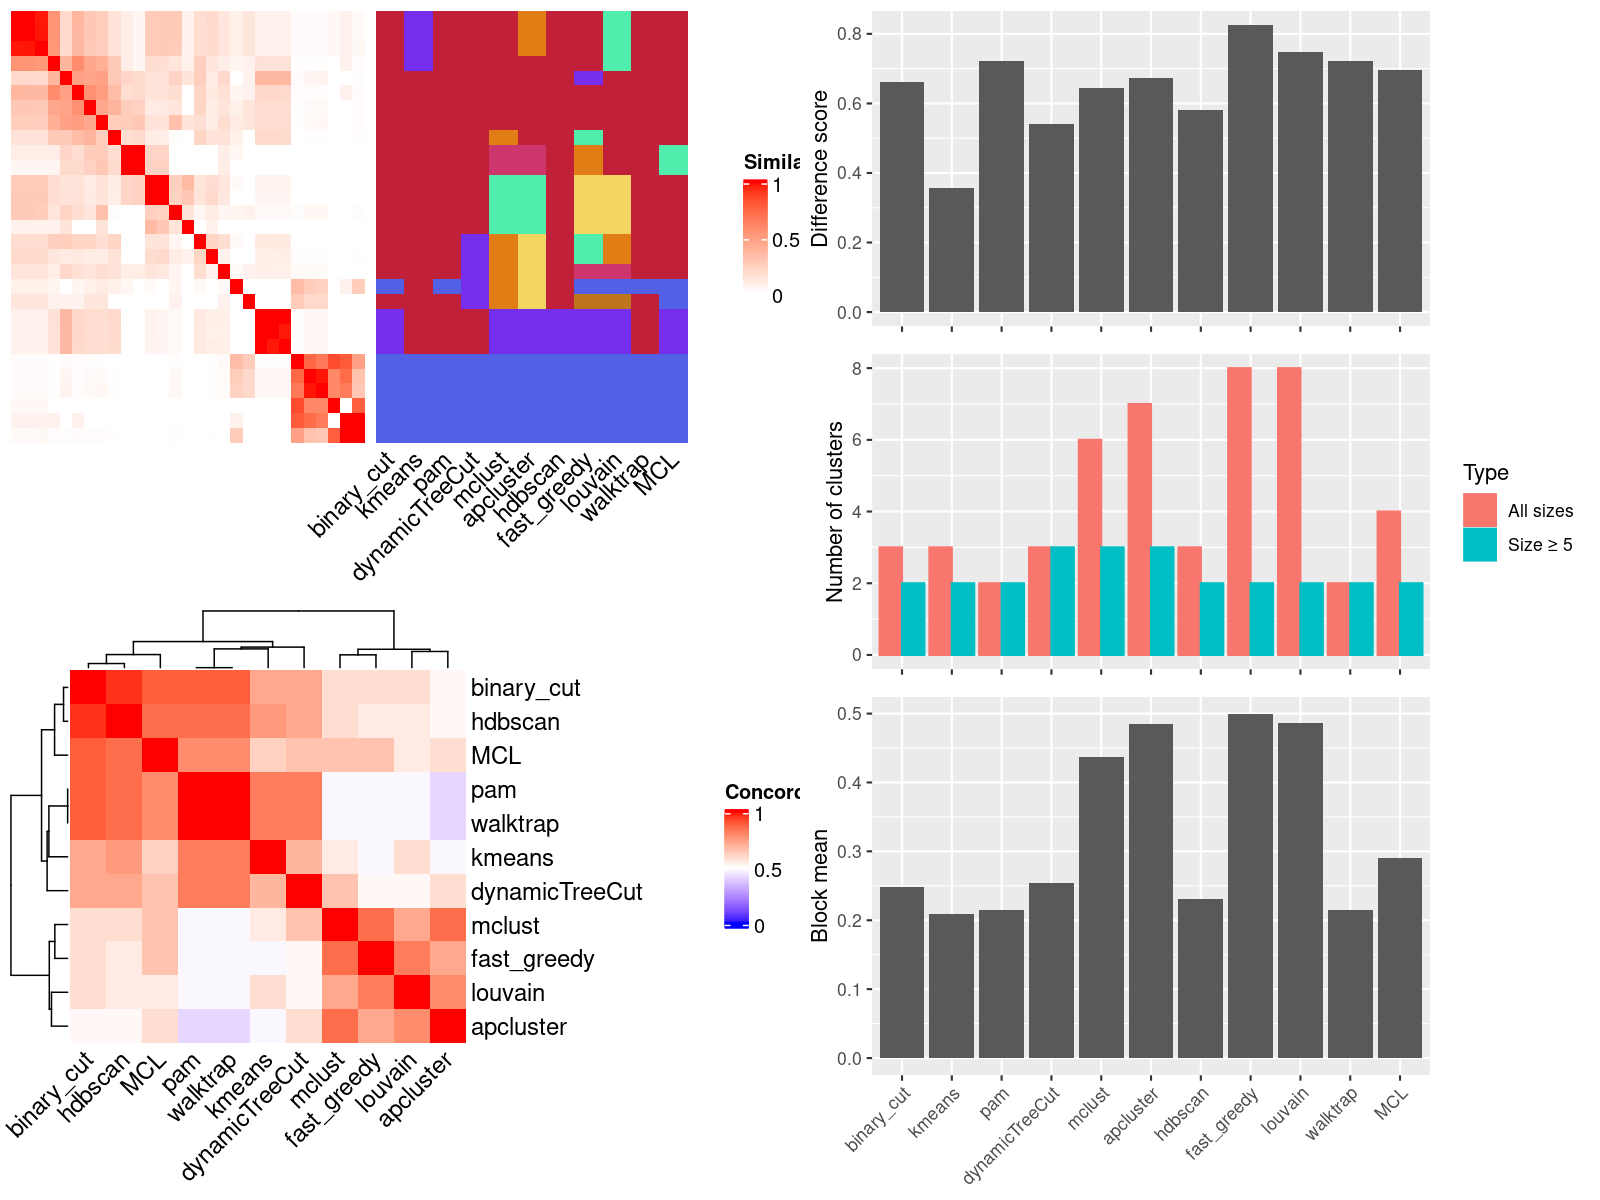 Simila
1
0.5
0
binary_cut
kmeans
pam
dynamicTreeCut
mclust
apcluster
hdbscan
fast_greedy
louvain
walktrap
MCL
binary_cut
hdbscan
MCL
pam
walktrap
kmeans
dynamicTreeCut
mclust
fast_greedy
louvain
apcluster
binary_cut
hdbscan
MCL
pam
walktrap
kmeans
dynamicTreeCut
mclust
fast_greedy
louvain
apcluster
Concord
1
0.5
0
Difference score
0.8
0.6
0.4
0.2
0.0
Number of clusters
8
6
4
2
0
Type
All sizes
Size ≥ 5
Block mean
0.5
0.4
0.3
0.2
0.1
0.0
binary_cut
kmeans
pam
dynamicTreeCut
mclust
apcluster
hdbscan
fast_greedy
louvain
walktrap
MCL